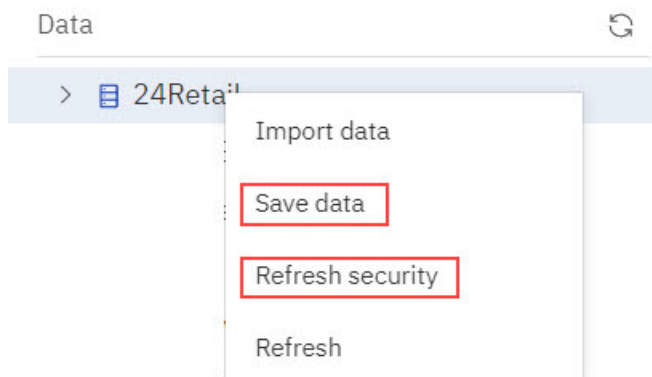 Data
24Retail
Import data
Save data
Refresh security
Refresh